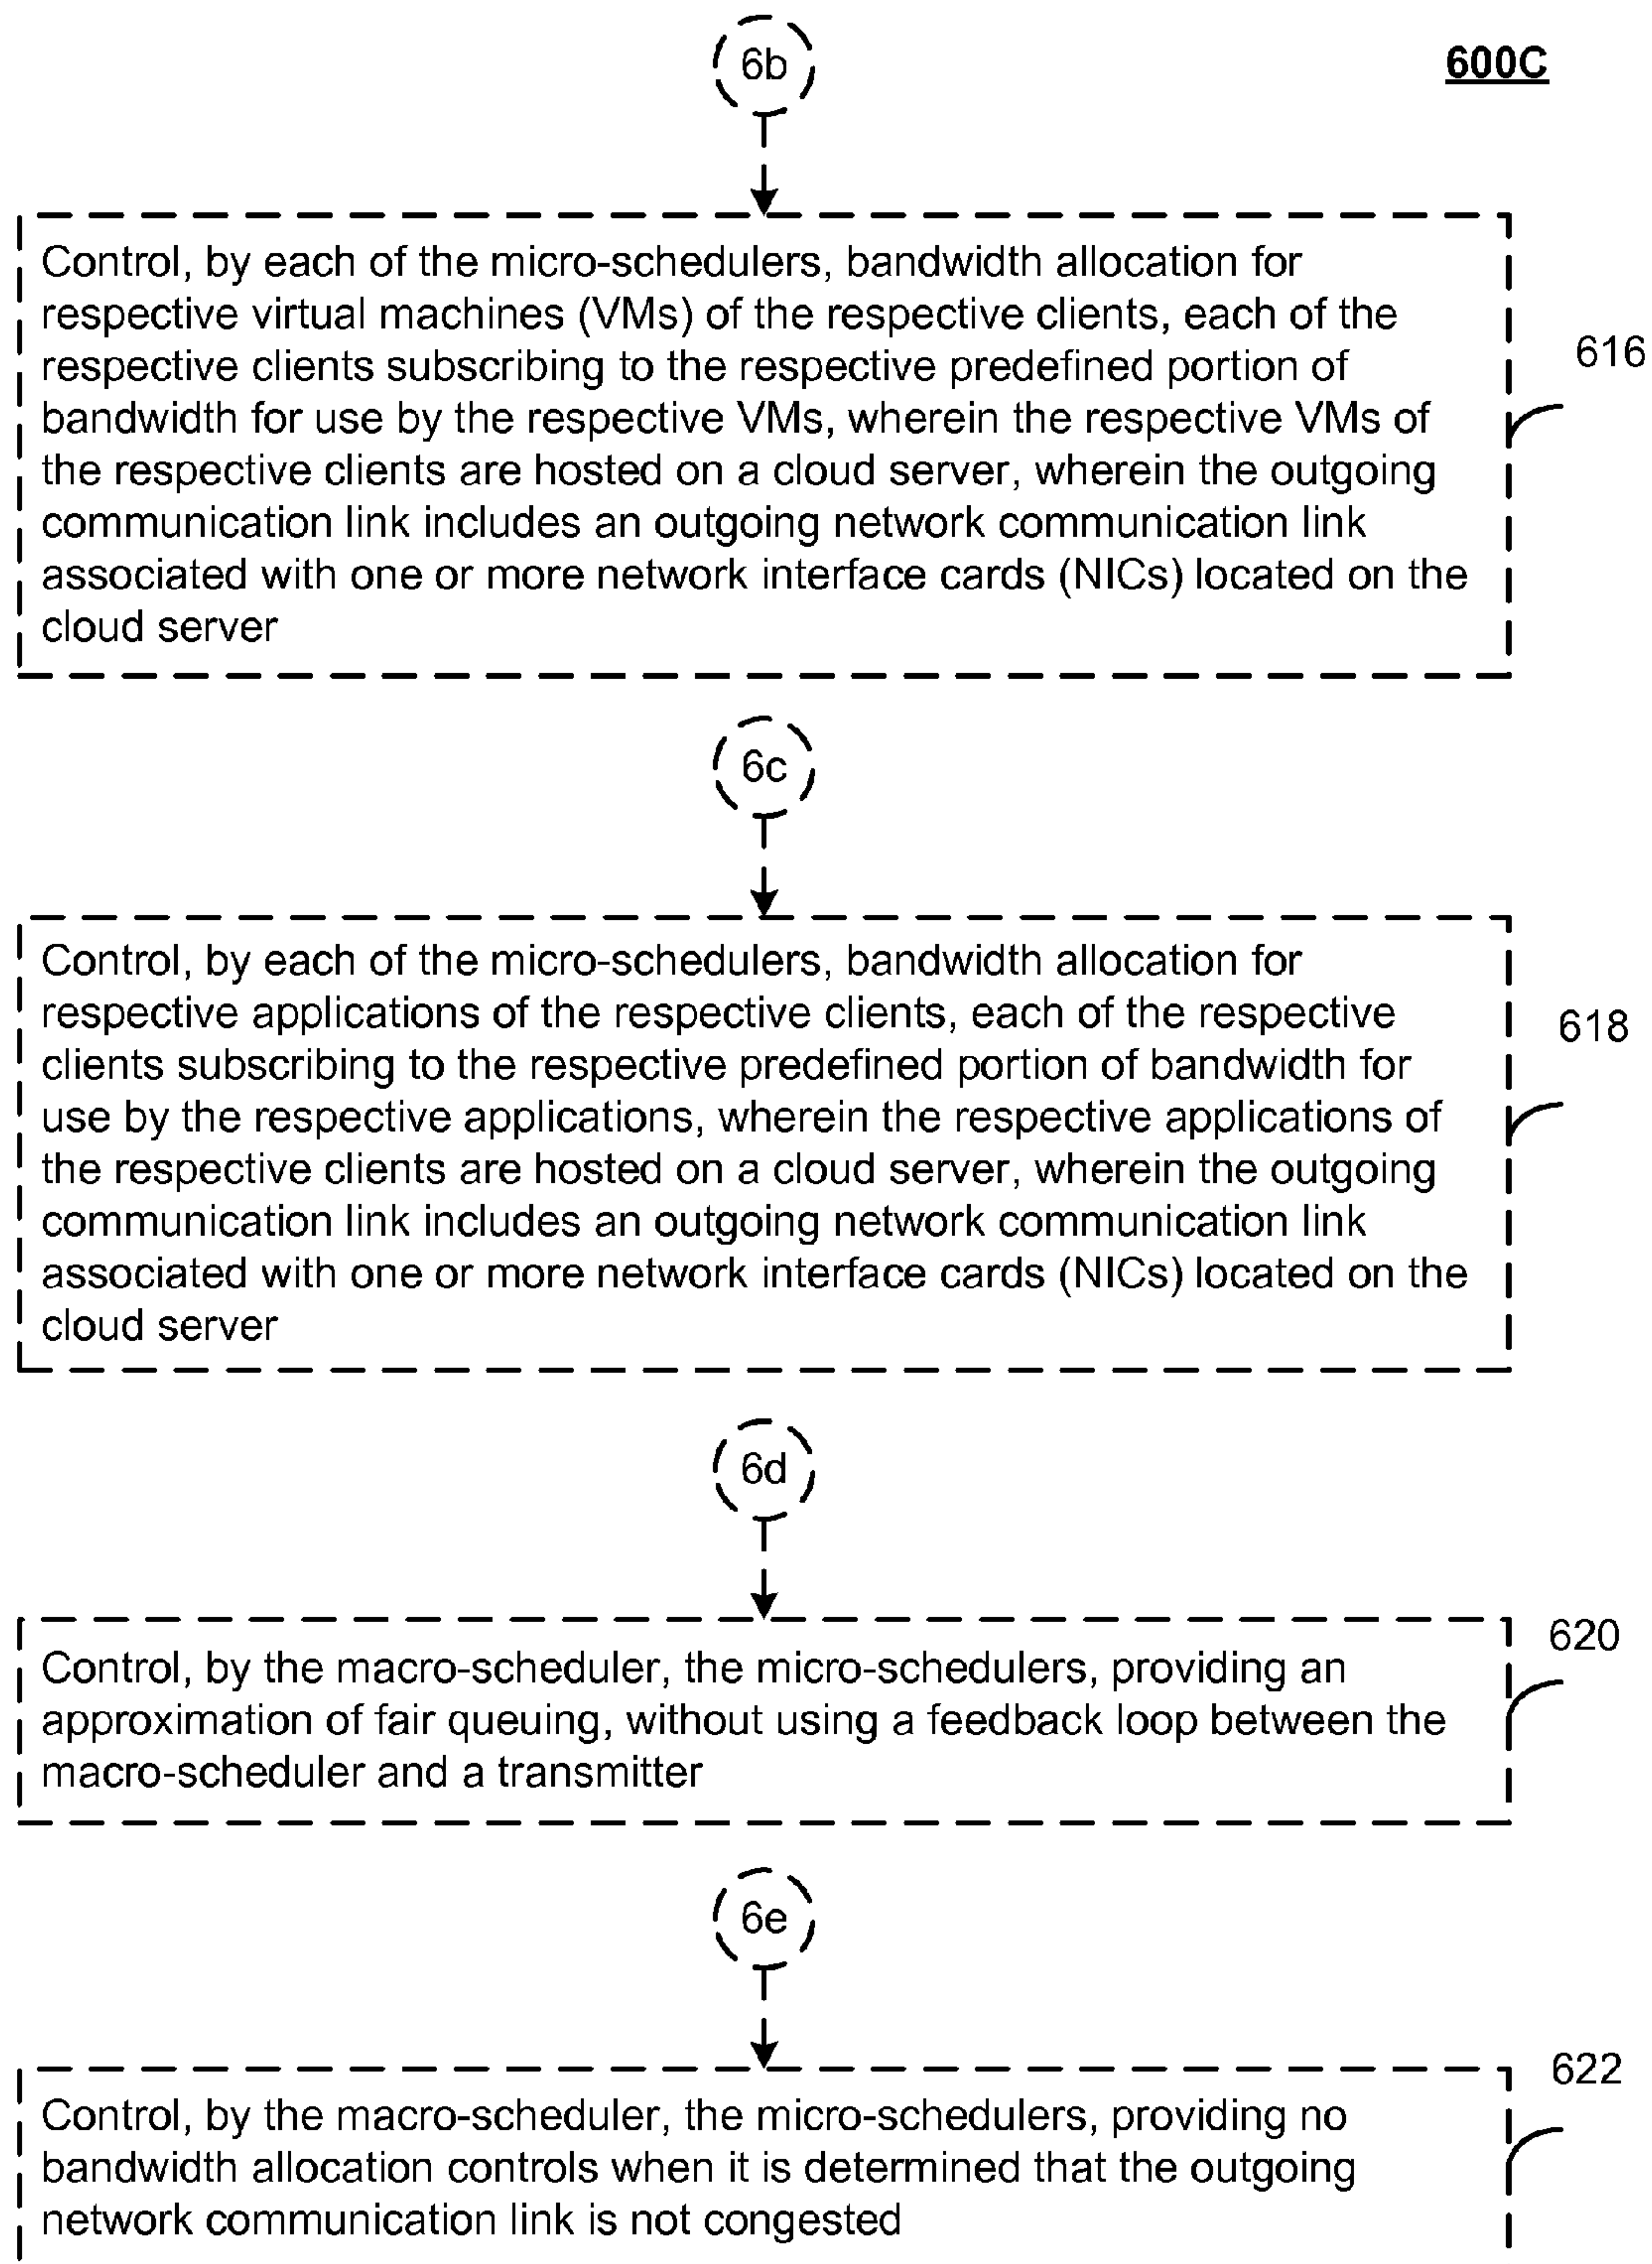 6b
600C
Control, by each of the micro-schedulers, bandwidth allocation for
respective virtual machines (VMs) of the respective clients, each of the
respective clients subscribing to the respective predefined portion of
bandwidth for use by the respective VMs, wherein the respective VMs of
the respective clients are hosted on a cloud server, wherein the outgoing
communication link includes an outgoing network communication link
associated with one or more network interface cards (NICs) located on the
cloud server
616
6c
Control, by each of the micro-schedulers, bandwidth allocation for
respective applications of the respective clients, each of the respective
clients subscribing to the respective predefined portion of bandwidth for
use by the respective applications, wherein the respective applications of
the respective clients are hosted on a cloud server, wherein the outgoing
communication link includes an outgoing network communication link
associated with one or more network interface cards (NICs) located on the
cloud server
618
6d
Control, by the macro-scheduler, the micro-schedulers, providing an
approximation of fair queuing, without using a feedback loop between the
macro-scheduler and a transmitter
620
6e
Control, by the macro-scheduler, the micro-schedulers, providing no
bandwidth allocation controls when it is determined that the outgoing
network communication link is not congested
622